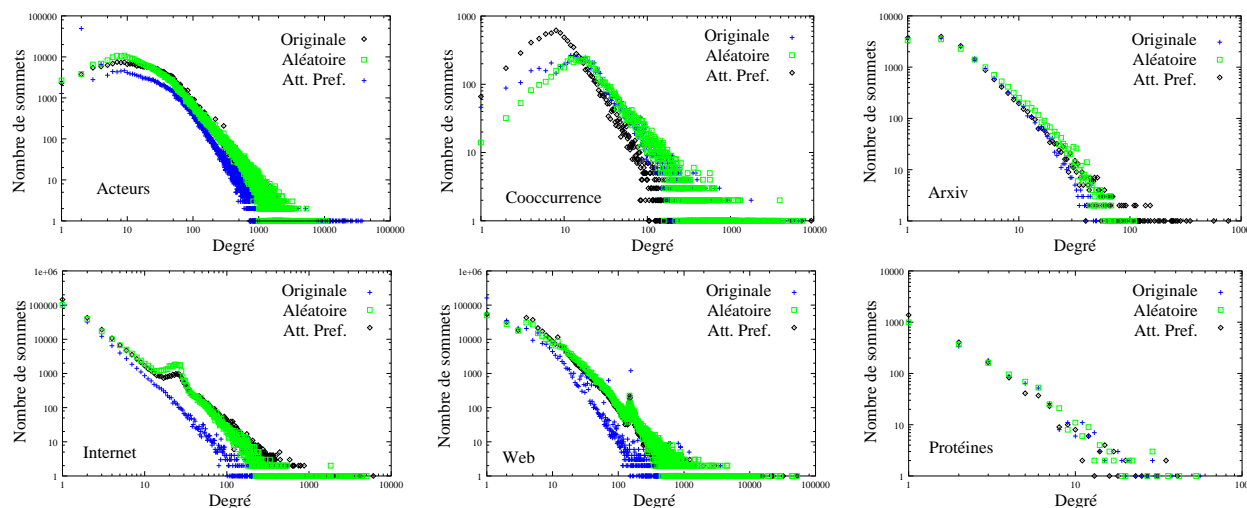 100000
10000
1000
100
10
1
1
10
100
1000
10000
100000
Nombre de sommets
Degré
Acteurs
Originale
Aléatoire
Att. Pref.
1000
100
10
1
1
10
100
1000
10000
Nombre de sommets
Degré
Cooccurrence
Originale
Aléatoire
Att. Pref.
10000
1000
100
10
1
1
10
100
1000
Nombre de sommets
Degré
Arxiv
Originale
Aléatoire
Att. Pref.
1e+06
100000
10000
1000
100
10
1
1
10
100
1000
10000
Nombre de sommets
Degré
Internet
Originale
Aléatoire
Att. Pref.
1e+06
100000
10000
1000
100
10
1
1
10
100
1000
10000
100000
Nombre de sommets
Degré
Web
Originale
Aléatoire
Att. Pref.
10000
1000
100
10
1
1
10
100
Nombre de sommets
Degré
Protéines
Originale
Aléatoire
Att. Pref.